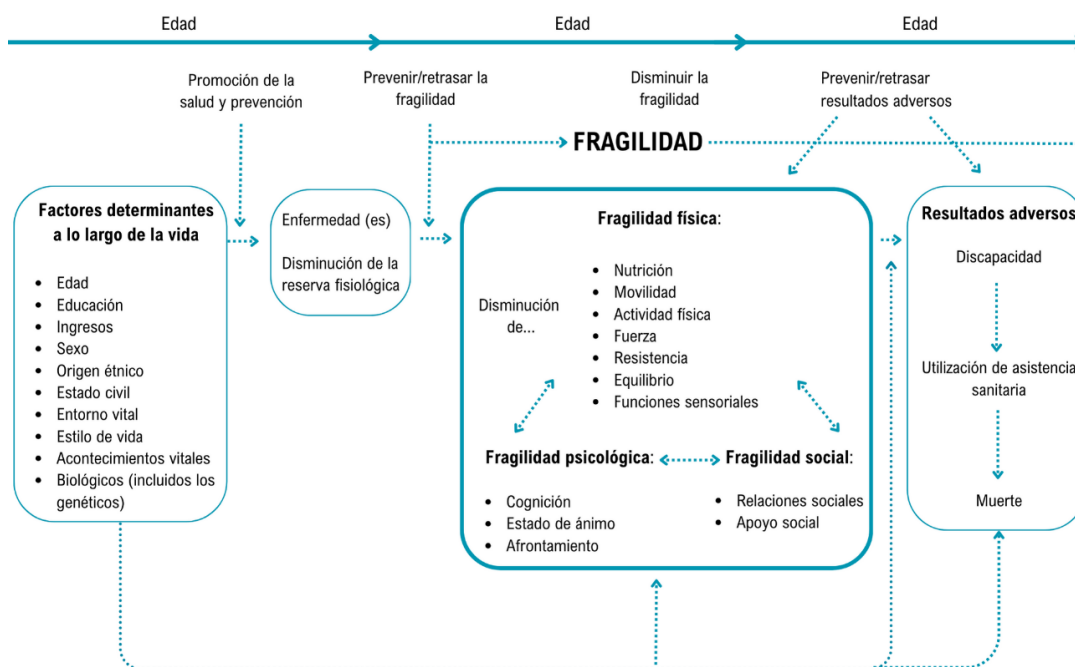 Edad
Edad
Edad
Promoción de la
salud y prevención
Prevenir/retrasar la
fragilidad
Disminuir la
fragilidad
Prevenir/retrasar
resultados adversos
FRAGILIDAD
Factores determinantes
a lo largo de la vida
• Edad
• Educación
• Ingresos
• Sexo
• Origen étnico
• Estado civil
• Entorno vital
• Estilo de vida
• Acontecimientos vitales
• Biológicos (incluidos los
genéticos)
Enfermedad (es)
Disminución de la
reserva fisiológica
Fragilidad física:
Disminución
de...
• Nutrición
• Movilidad
• Actividad física
• Fuerza
• Resistencia
• Equilibrio
• Funciones sensoriales
Fragilidad psicológica:
• Cognición
• Estado de ánimo
• Afrontamiento
Fragilidad social:
• Relaciones sociales
• Apoyo social
Resultados adversos
Discapacidad
Utilización de asistencia
sanitaria
Muerte